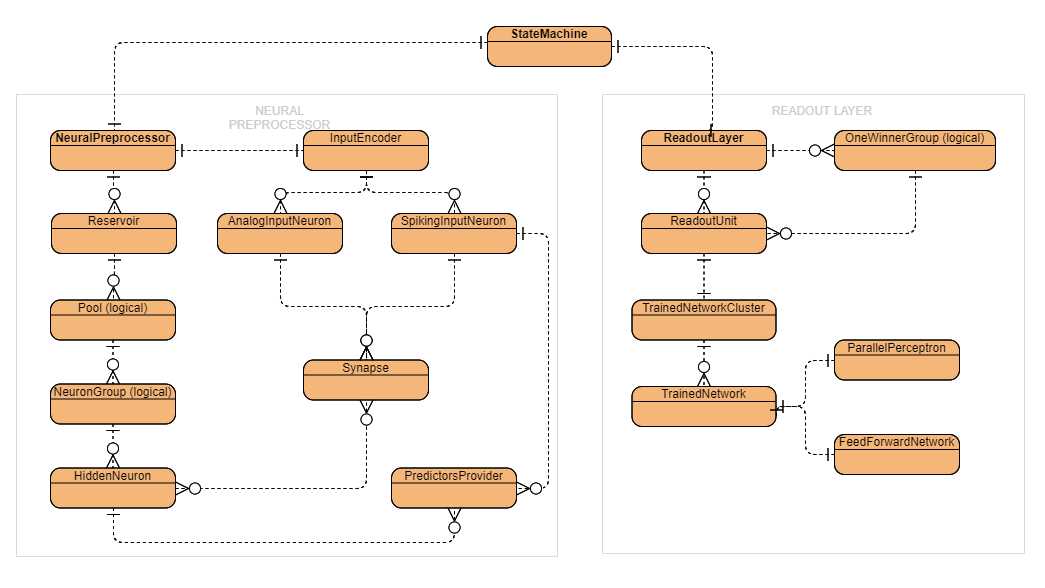 StateMachine
NEURAL
PREPROCESSOR
READOUT LAYER
NeuralPreprocessor
InputEncoder
ReadoutLayer
OneWinnerGroup (logical)
Reservoir
AnalogInputNeuron
SpikingInputNeuron
ReadoutUnit
Pool (logical)
TrainedNetworkCluster
Synapse
ParallelPerceptron
NeuronGroup (logical)
TrainedNetwork
FeedForwardNetwork
HiddenNeuron
PredictorsProvider